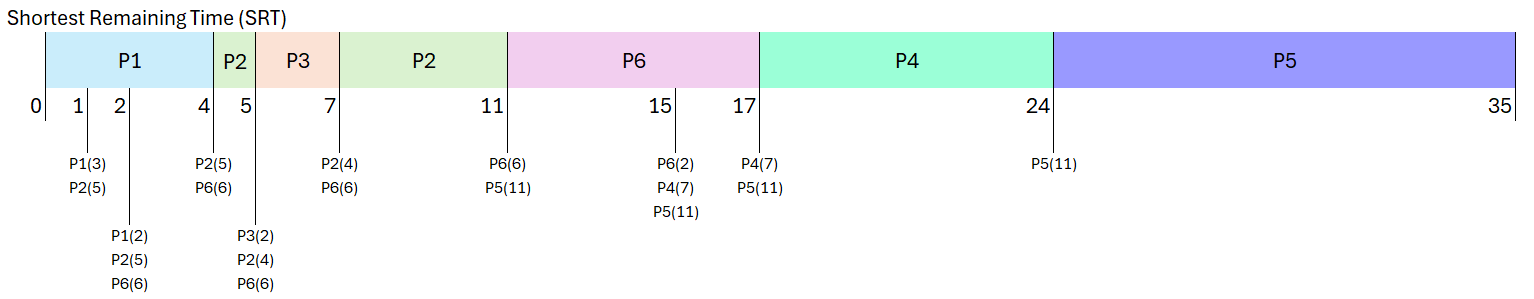 Shortest Remaining Time (SRT)
P1 P2 P3 P2 P6 P4 P5
0 1 2 4 5 7 11 15 17 24 35
P1(3) P2(5) P2(4) P6(6) P6(2) P4(7) P5(11)
P2(5) P6(6) P6(6) P5(11) P4(7) P5(11)
P5(11)
P1(2) P3(2)
P2(5) P2(4)
P6(6) P6(6)